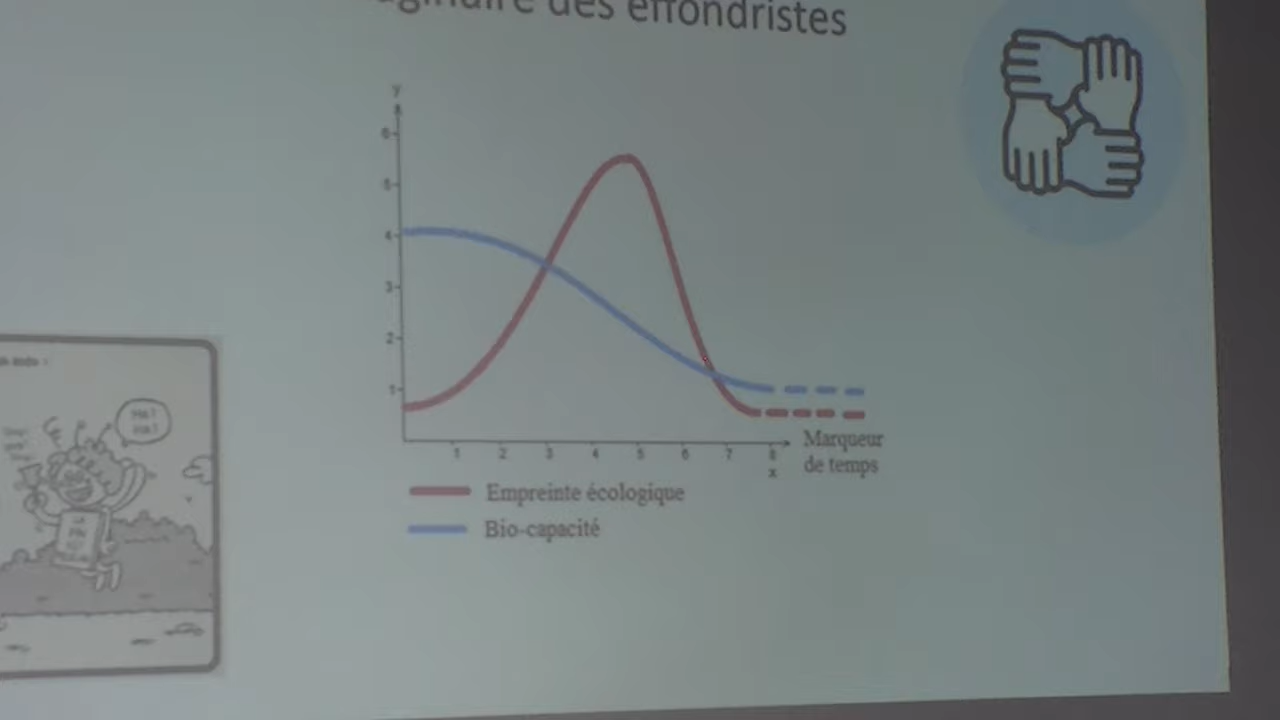 des effondristes
y
6
5
4
3
2
1
1 2 3 4 5 6 7 8
x
Marqueur
de temps
Empreinte écologique
Bio-capacité